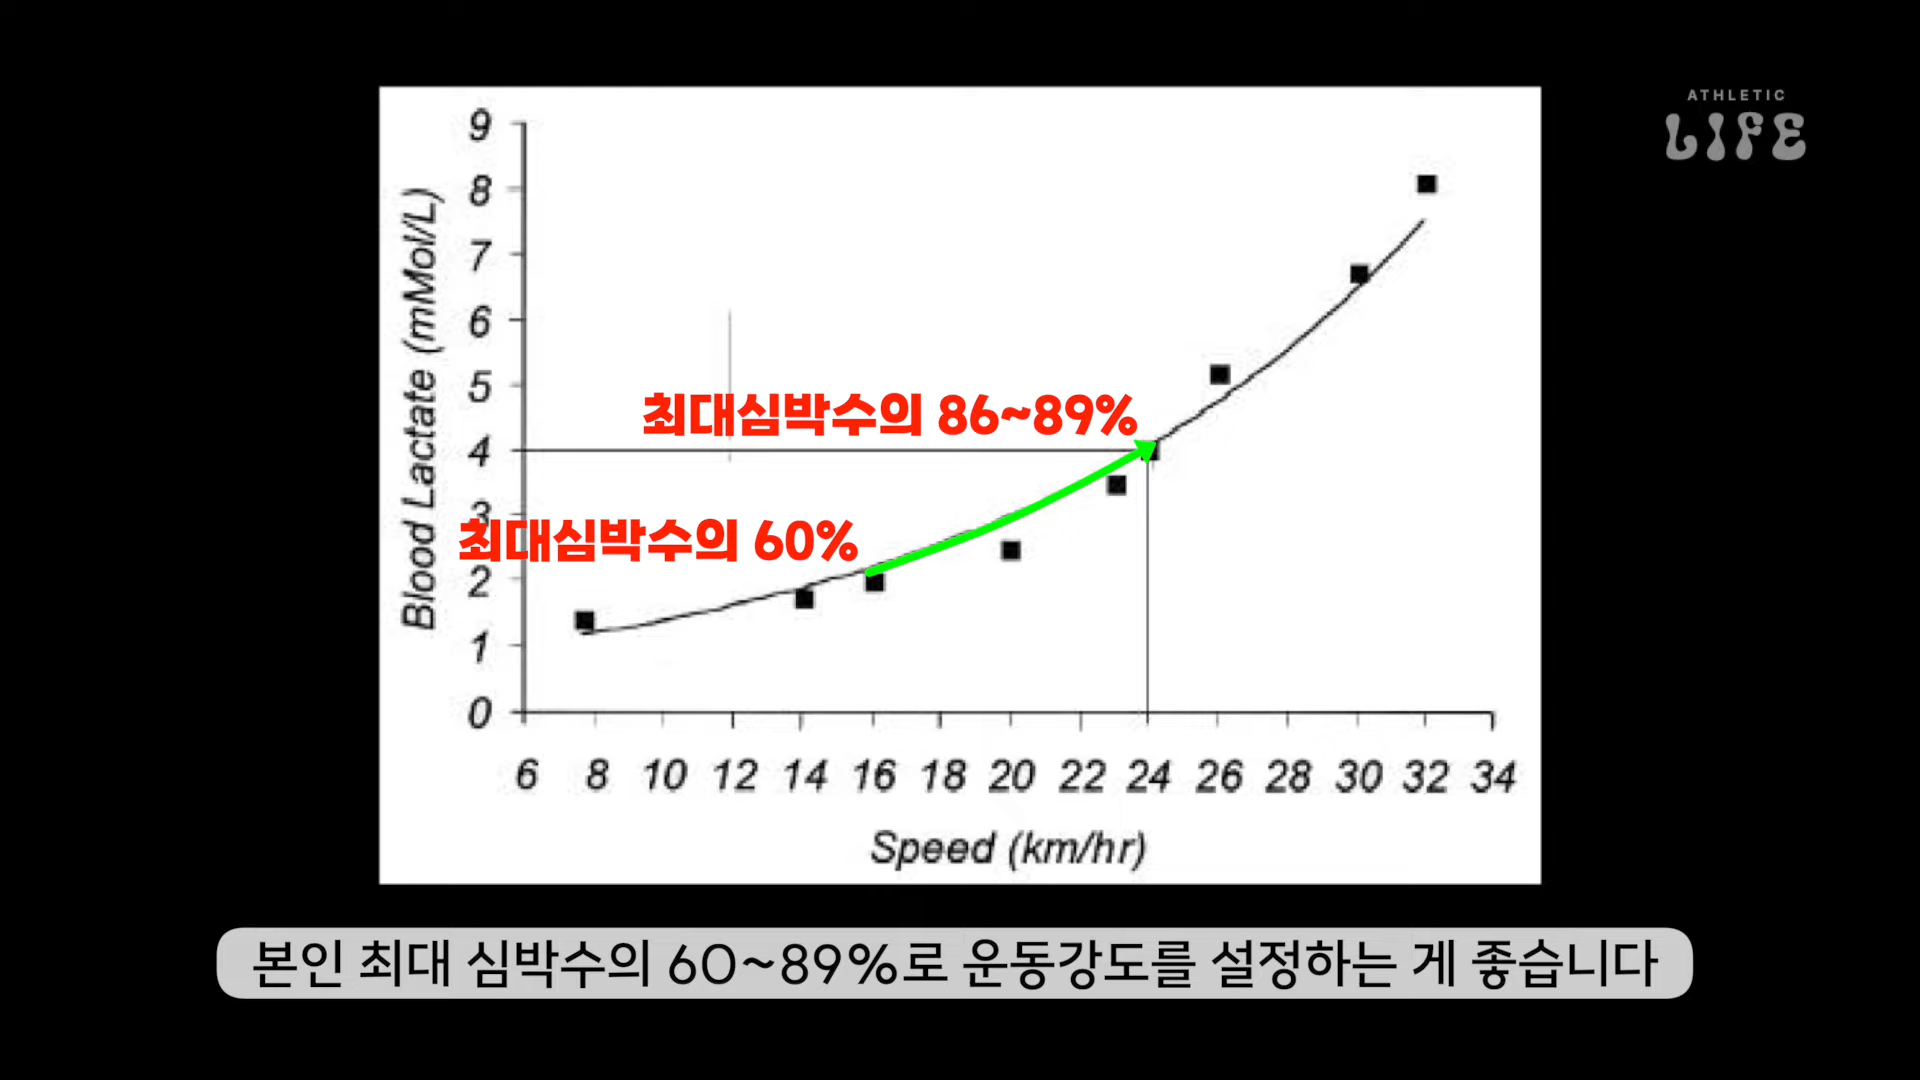 ATHLETIC
LIFE
9
8
7
6
5
4
3
2
1
0
Blood Lactate (mMol/L)
최대심박수의 86~89%
최대심박수의 60%
6 8 10 12 14 16 18 20 22 24 26 28 30 32 34
Speed (km/hr)
본인 최대 심박수의 60~89%로 운동강도를 설정하는 게 좋습니다